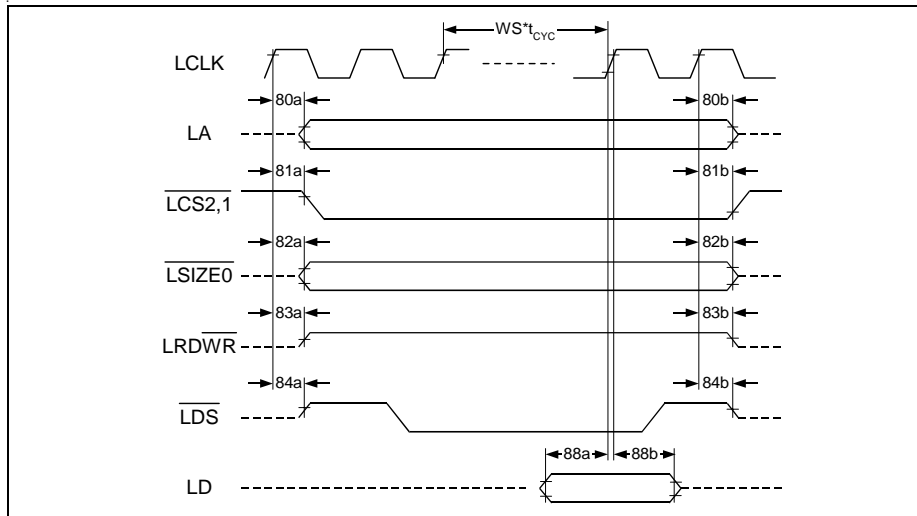 WS*tCYC
LCLK
80a 80b
LA
81a 81b
LCS2,1
82a 82b
LSIZE0
83a 83b
LRDWR
84a 84b
LDS
88a 88b
LD